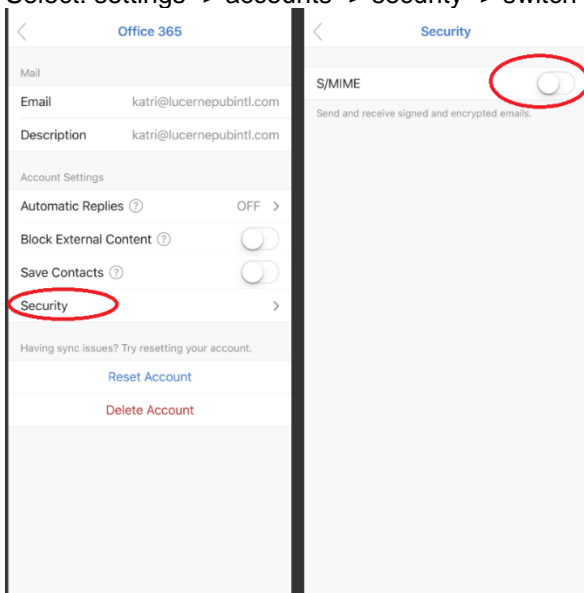 Select: settings -> accounts -> security -> switch
Office 365
Mail
Email katri@lucernepubintl.com
Description katri@lucernepubintl.com
Account Settings
Automatic Replies ? OFF >
Block External Content ?
Save Contacts ?
Security >
Having sync issues? Try resetting your account.
Reset Account
Delete Account
Security
S/MIME
Send and receive signed and encrypted emails.